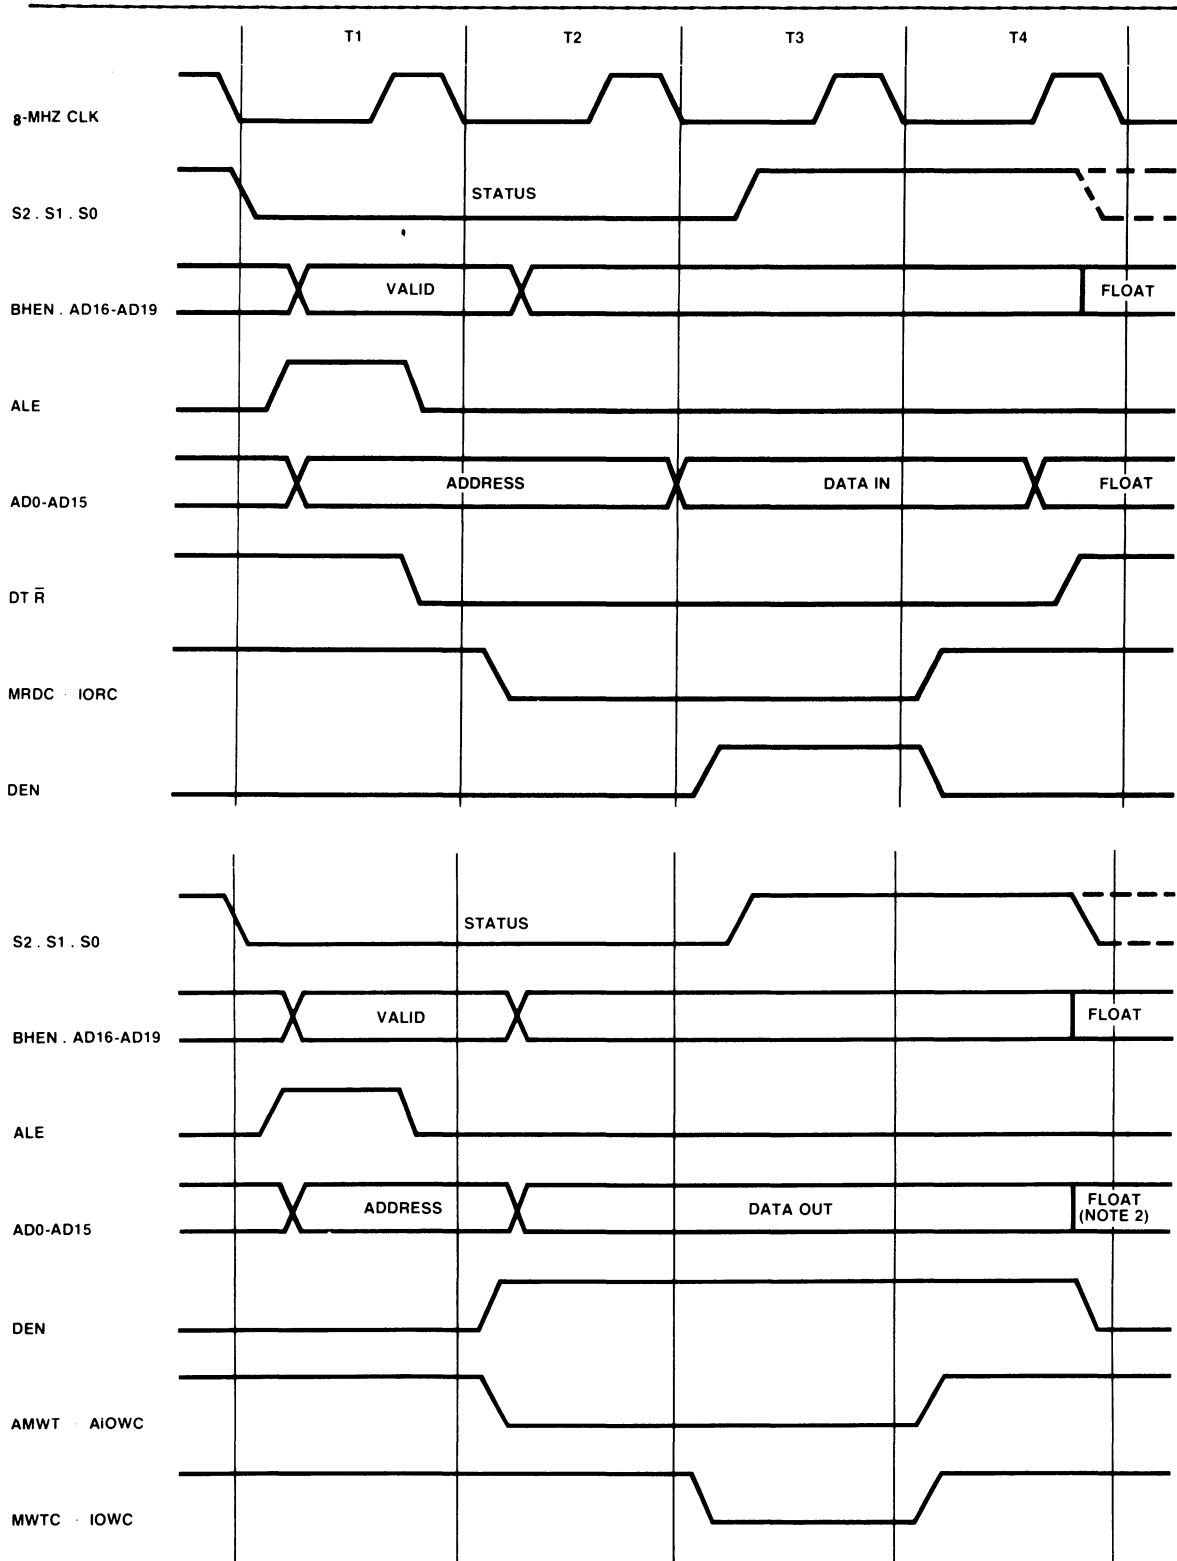 T1 T2 T3 T4
8-MHZ CLK
STATUS
S2 . S1 . S0
VALID FLOAT
BHEN . AD16-AD19
ALE
ADDRESS DATA IN FLOAT
AD0-AD15
DT R̅
MRDC · IORC
DEN
STATUS
S2 . S1 . S0
VALID FLOAT
BHEN . AD16-AD19
ALE
ADDRESS DATA OUT FLOAT
(NOTE 2)
AD0-AD15
DEN
AMWT · AiOWC
MWTC · IOWC